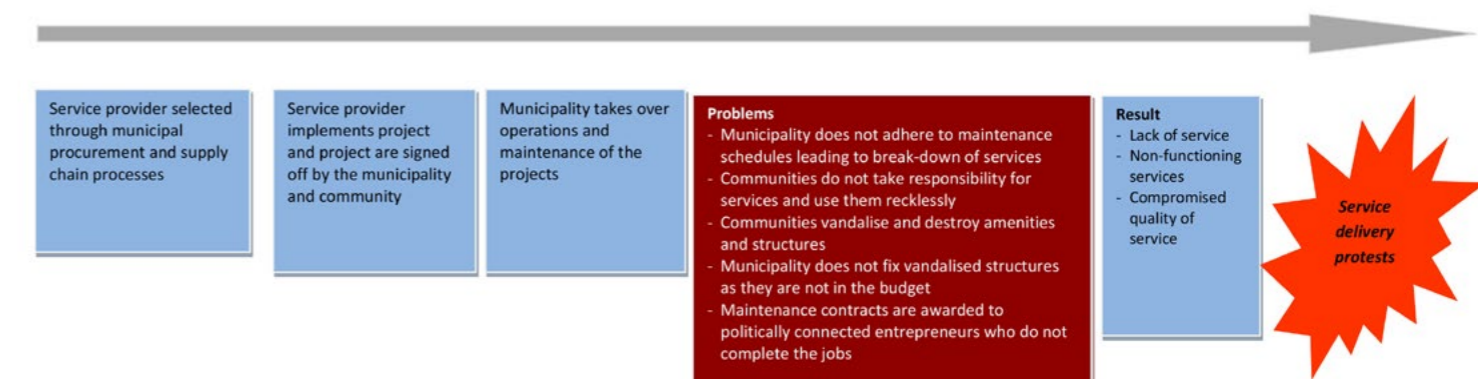 Service provider selected
through municipal
procurement and supply
chain processes
Service provider
implements project
and project are signed
off by the municipality
and community
Municipality takes over
operations and
maintenance of the
projects
Problems
- Municipality does not adhere to maintenance
schedules leading to break-down of services
- Communities do not take responsibility for
services and use them recklessly
- Communities vandalise and destroy amenities
and structures
- Municipality does not fix vandalised structures
as they are not in the budget
- Maintenance contracts are awarded to
politically connected entrepreneurs who do not
complete the jobs
Result
- Lack of service
- Non-functioning
services
- Compromised
quality of
service
Service
delivery
protests